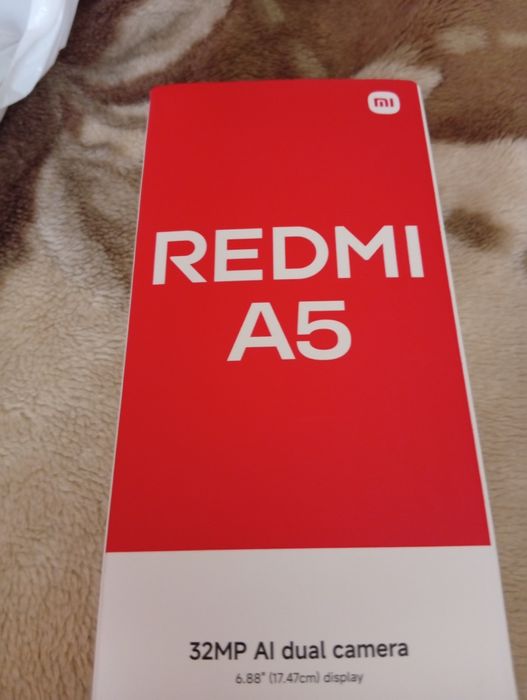 mi
REDMI
A5
32MP AI dual camera
6.88" (17.47cm) display